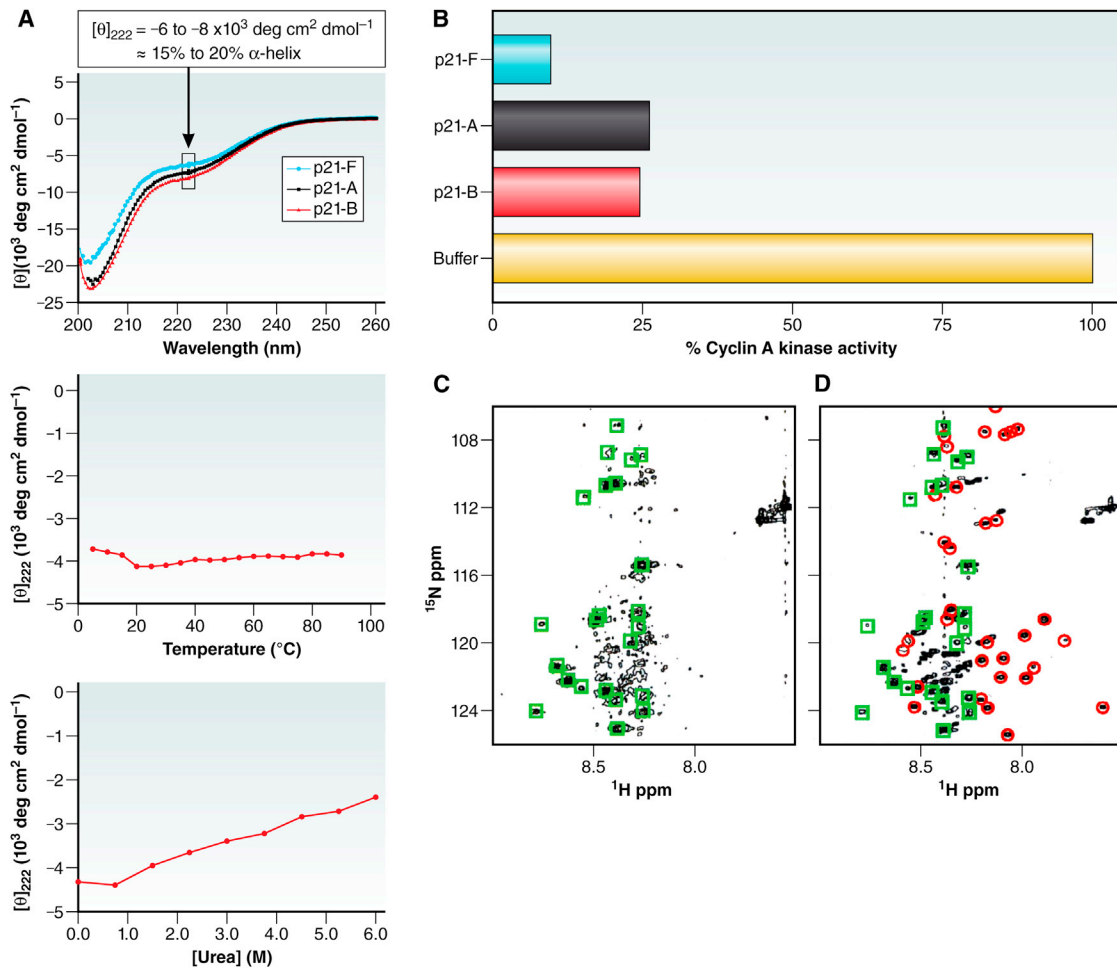 A
[θ]₂₂₂ = −6 to −8 x10³ deg cm² dmol⁻¹
≈ 15% to 20% α-helix
[θ](10³ deg cm² dmol⁻¹)
5
0
−5
−10
−15
−20
−25
p21-F
p21-A
p21-B
200 210 220 230 240 250 260
Wavelength (nm)
[θ]₂₂₂ (10³ deg cm² dmol⁻¹)
0
−1
−2
−3
−4
−5
0 20 40 60 80 100
Temperature (°C)
[θ]₂₂₂ (10³ deg cm² dmol⁻¹)
0
−1
−2
−3
−4
−5
0.0 1.0 2.0 3.0 4.0 5.0 6.0
[Urea] (M)
B
p21-F
p21-A
p21-B
Buffer
0 25 50 75 100
% Cyclin A kinase activity
C
¹⁵N ppm
108
112
116
120
124
8.5 8.0
¹H ppm
D
8.5 8.0
¹H ppm